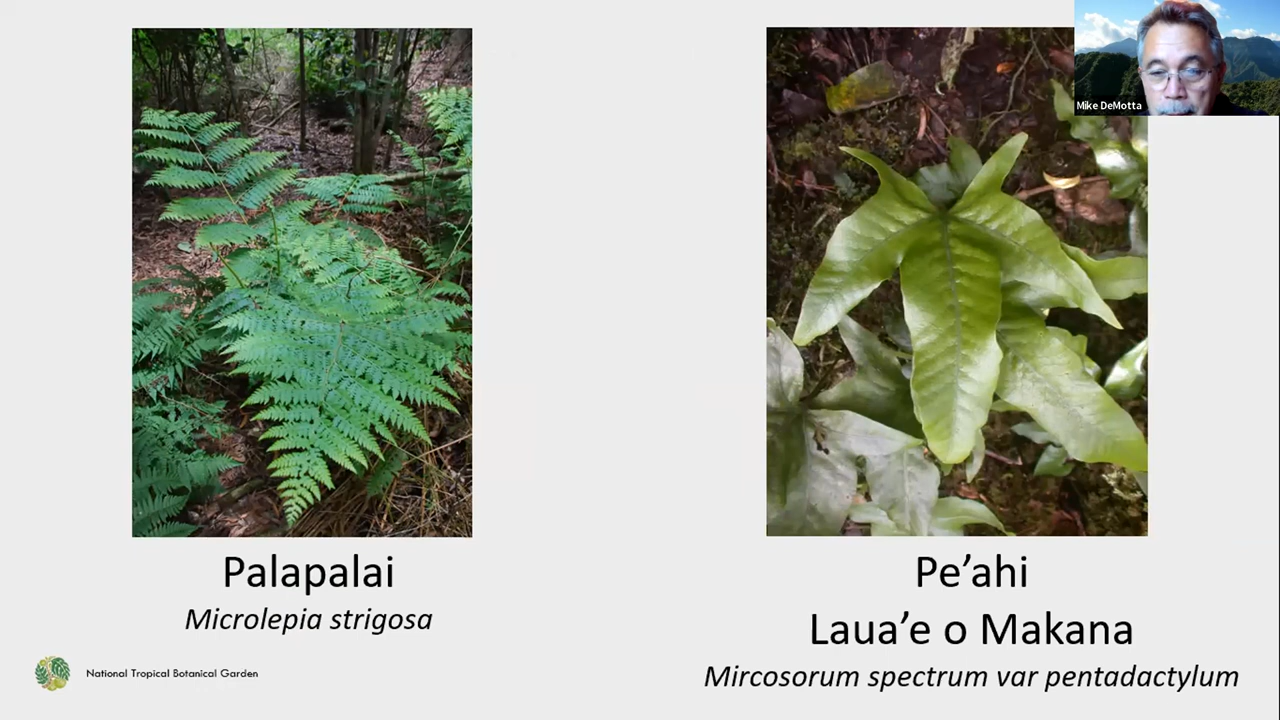 Mike DeMotta
Palapalai
Microlepia strigosa
Pe’ahi
Laua’e o Makana
Mircosorum spectrum var pentadactylum
National Tropical Botanical Garden